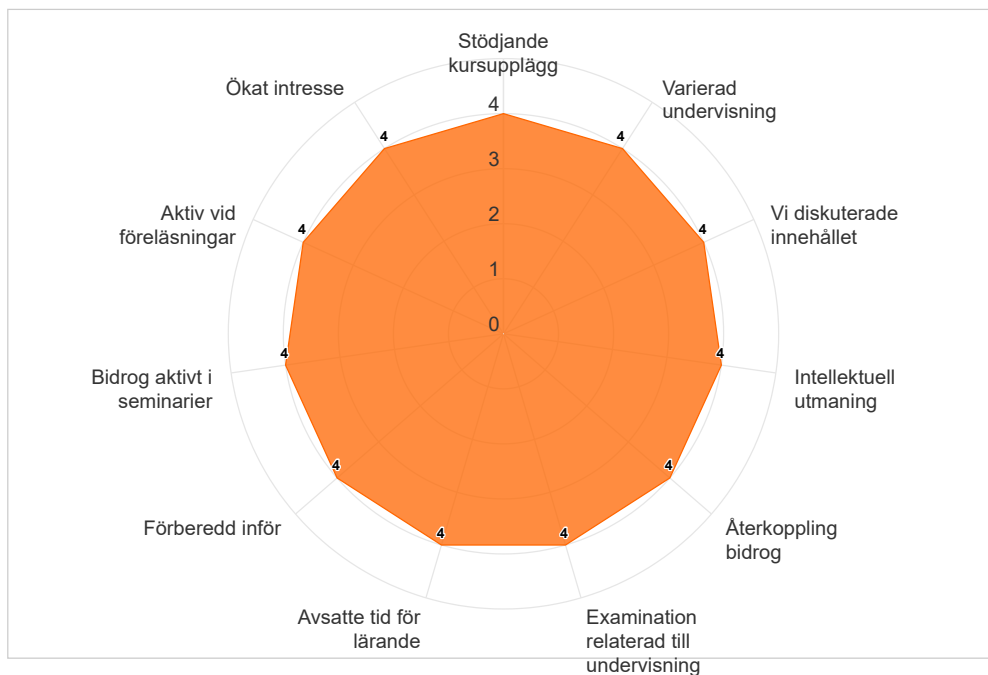 Stödjande
kursupplägg
Ökat intresse
Varierad
undervisning
4
4
4
3
Aktiv vid
föreläsningar
4
2
4
Vi diskuterade
innehållet
1
0
Bidrog aktivt i
seminarier
4
4
Intellektuell
utmaning
Förberedd inför
4
4
Återkoppling
bidrog
4
4
Avsatte tid för
lärande
Examination
relaterad till
undervisning